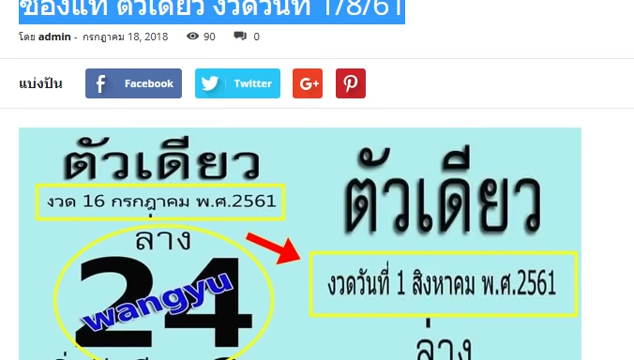 ซองแท้ ตัวเดียว งวดวันที่ 1/8/61
โดย admin - กรกฎาคม 18, 2018 90 0
แบ่งปัน Facebook Twitter G+
ตัวเดียว
งวด 16 กรกฎาคม พ.ศ.2561
ล่าง
24
wangyu
ตัวเดียว
งวดวันที่ 1 สิงหาคม พ.ศ.2561
ล่าง